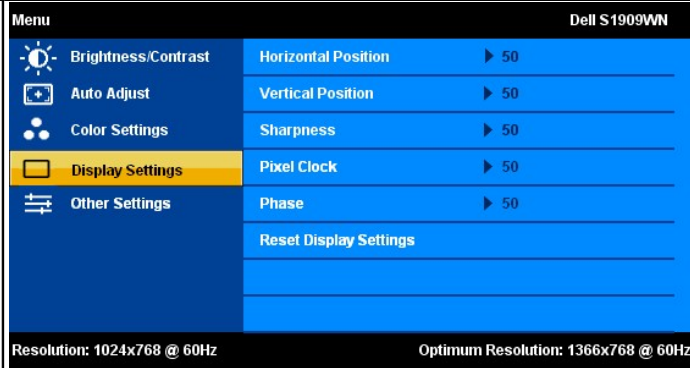 Menu Dell S1909WN
Brightness/Contrast Horizontal Position 50
Auto Adjust Vertical Position 50
Color Settings Sharpness 50
Display Settings Pixel Clock 50
Other Settings Phase 50
Reset Display Settings
Resolution: 1024x768 @ 60Hz Optimum Resolution: 1366x768 @ 60Hz